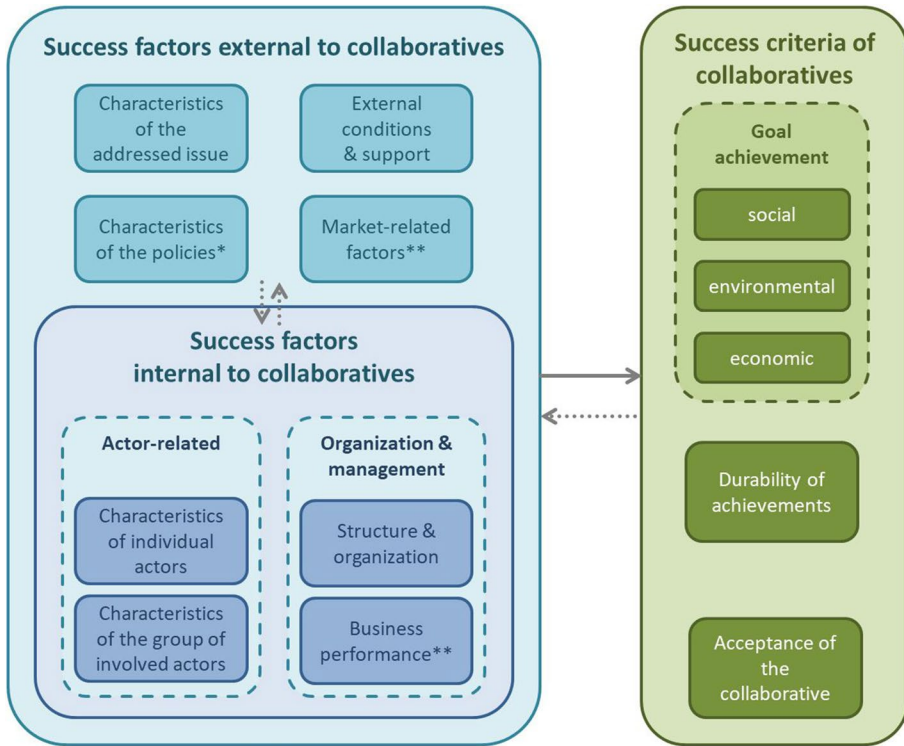 Success factors external to collaboratives
Characteristics
of the
addressed issue
External
conditions
& support
Characteristics
of the policies*
Market-related
factors**
Success factors
internal to collaboratives
Actor-related
Characteristics
of individual
actors
Characteristics
of the group of
involved actors
Organization &
management
Structure &
organization
Business
performance**
Success criteria of
collaboratives
Goal
achievement
social
environmental
economic
Durability of
achievements
Acceptance of
the
collaborative